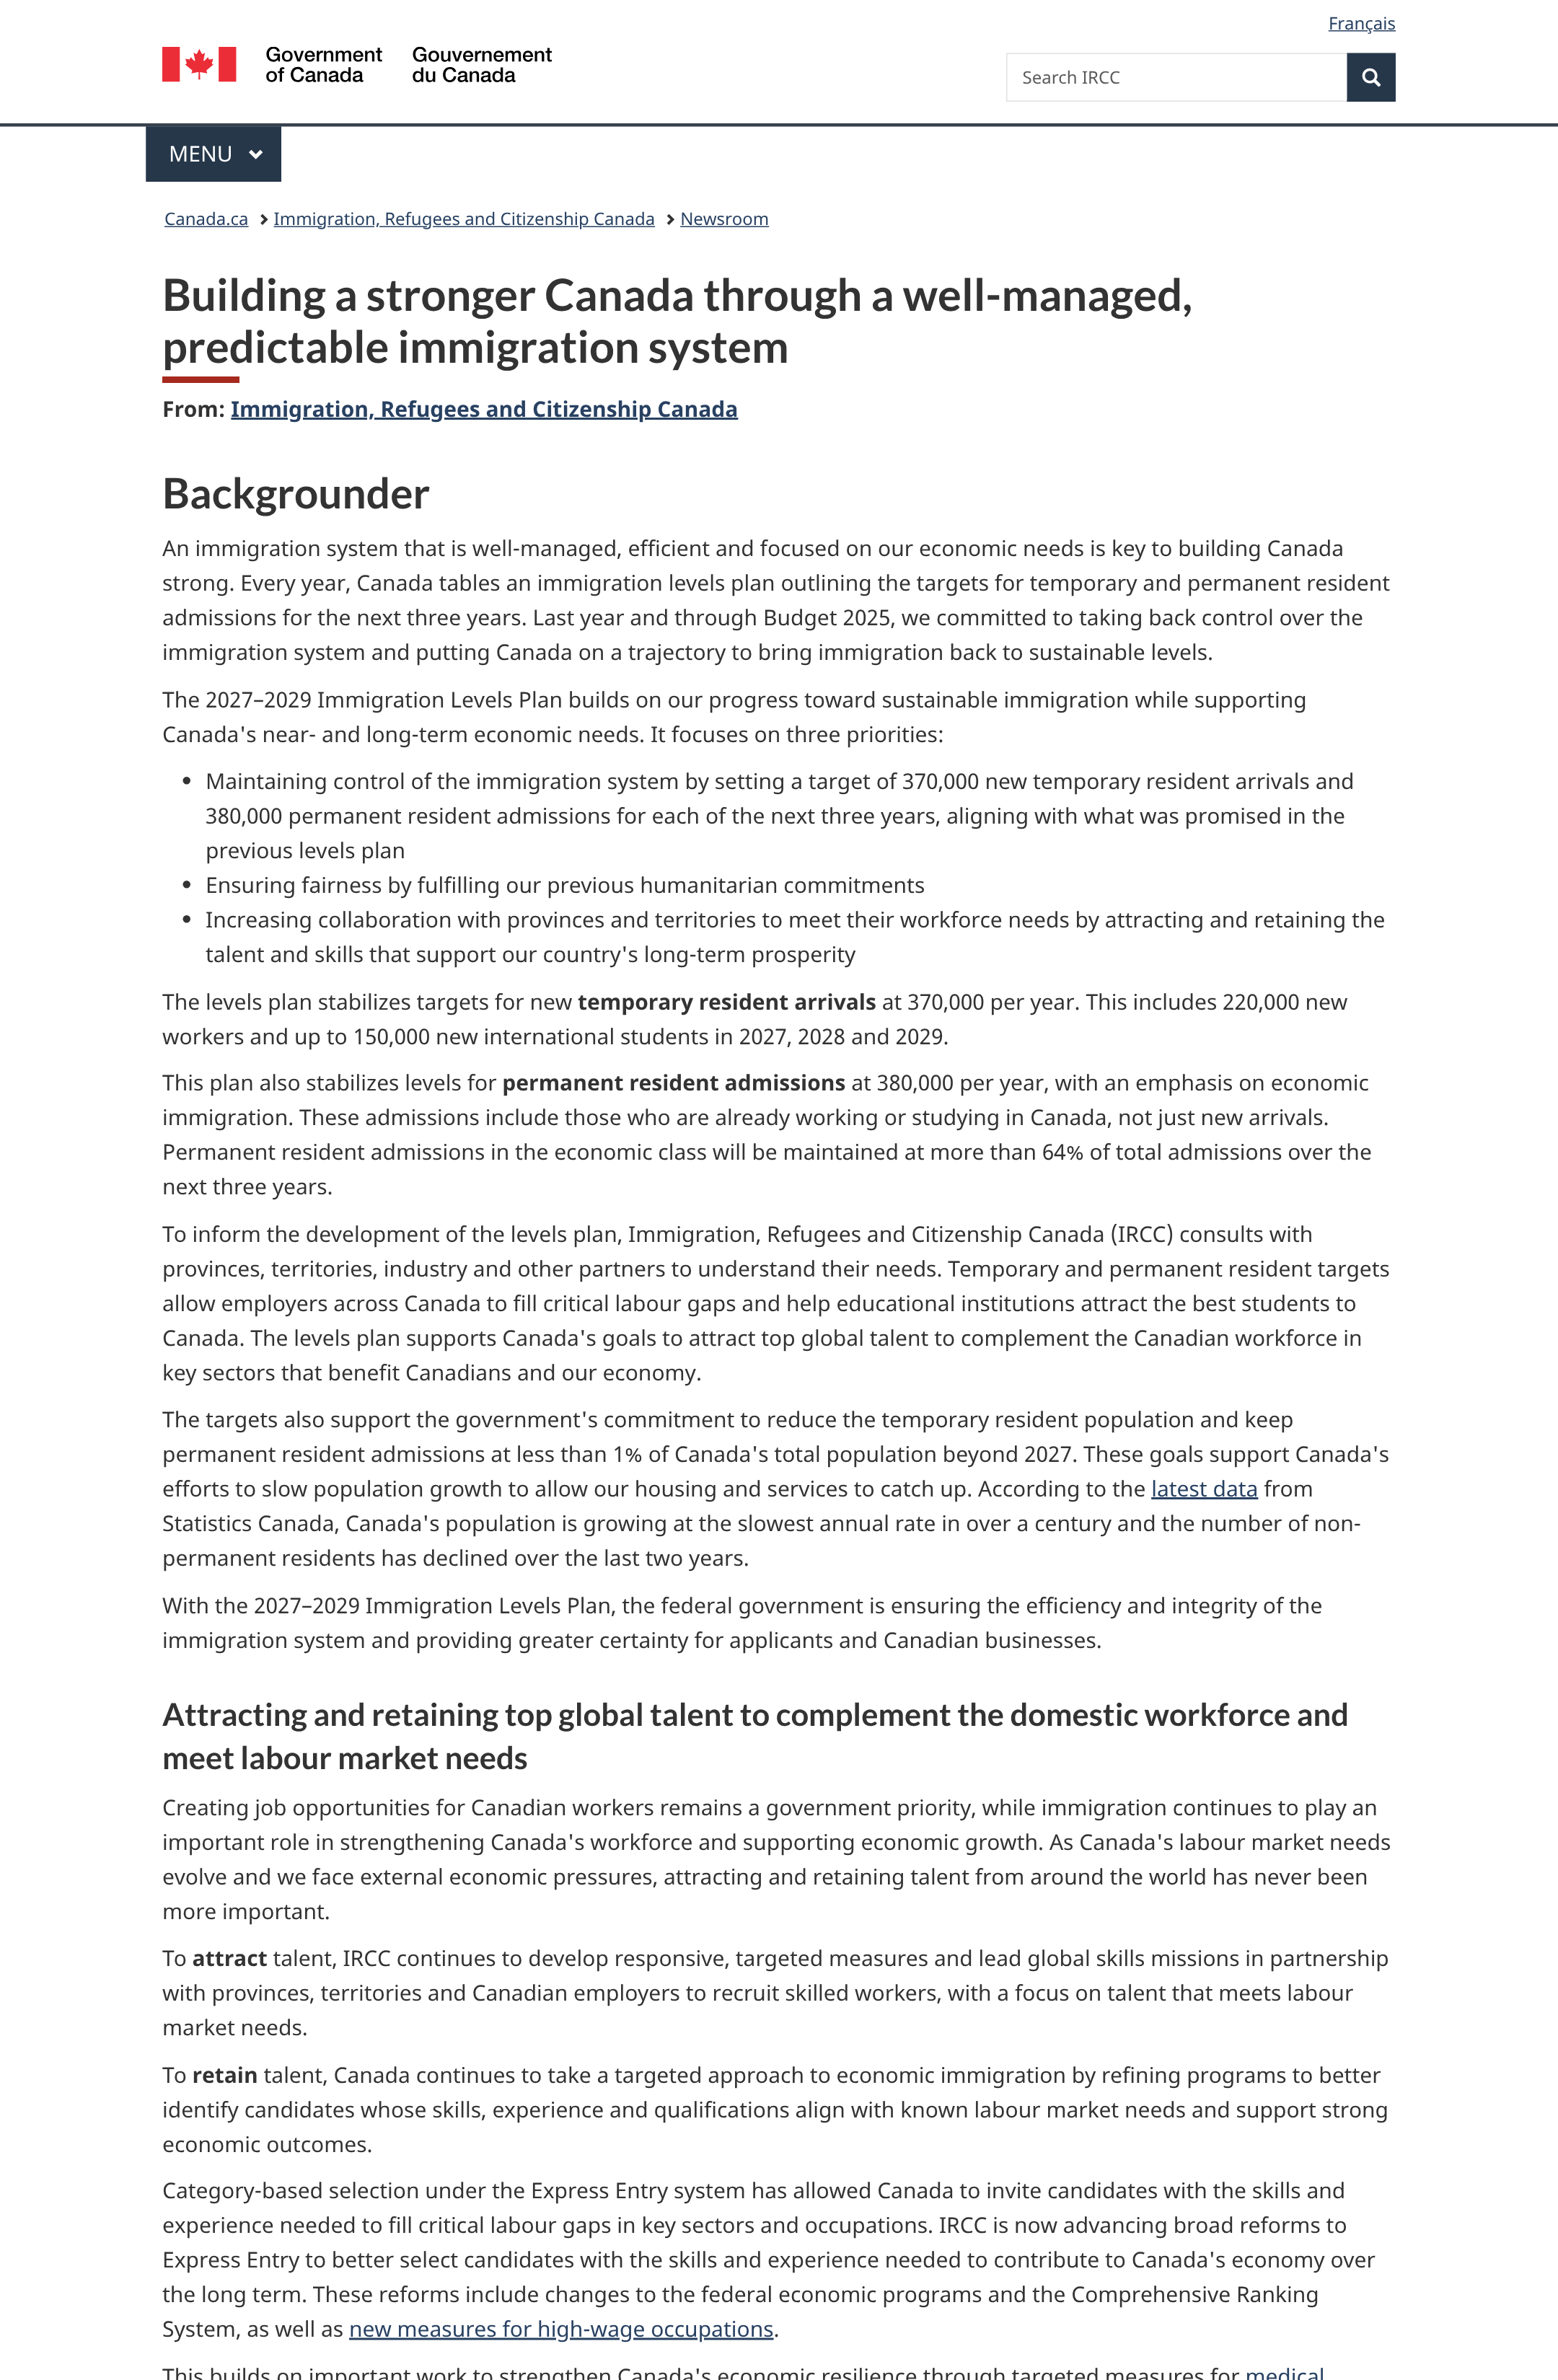 Français
Government
of Canada
Gouvernement
du Canada
Search IRCC
MENU
Canada.ca
Immigration, Refugees and Citizenship Canada
Newsroom
Building a stronger Canada through a well-managed,
predictable immigration system
From: Immigration, Refugees and Citizenship Canada
Backgrounder
An immigration system that is well-managed, efficient and focused on our economic needs is key to building Canada
strong. Every year, Canada tables an immigration levels plan outlining the targets for temporary and permanent resident
admissions for the next three years. Last year and through Budget 2025, we committed to taking back control over the
immigration system and putting Canada on a trajectory to bring immigration back to sustainable levels.
The 2027–2029 Immigration Levels Plan builds on our progress toward sustainable immigration while supporting
Canada's near- and long-term economic needs. It focuses on three priorities:
• Maintaining control of the immigration system by setting a target of 370,000 new temporary resident arrivals and
380,000 permanent resident admissions for each of the next three years, aligning with what was promised in the
previous levels plan
• Ensuring fairness by fulfilling our previous humanitarian commitments
• Increasing collaboration with provinces and territories to meet their workforce needs by attracting and retaining the
talent and skills that support our country's long-term prosperity
The levels plan stabilizes targets for new temporary resident arrivals at 370,000 per year. This includes 220,000 new
workers and up to 150,000 new international students in 2027, 2028 and 2029.
This plan also stabilizes levels for permanent resident admissions at 380,000 per year, with an emphasis on economic
immigration. These admissions include those who are already working or studying in Canada, not just new arrivals.
Permanent resident admissions in the economic class will be maintained at more than 64% of total admissions over the
next three years.
To inform the development of the levels plan, Immigration, Refugees and Citizenship Canada (IRCC) consults with
provinces, territories, industry and other partners to understand their needs. Temporary and permanent resident targets
allow employers across Canada to fill critical labour gaps and help educational institutions attract the best students to
Canada. The levels plan supports Canada's goals to attract top global talent to complement the Canadian workforce in
key sectors that benefit Canadians and our economy.
The targets also support the government's commitment to reduce the temporary resident population and keep
permanent resident admissions at less than 1% of Canada's total population beyond 2027. These goals support Canada's
efforts to slow population growth to allow our housing and services to catch up. According to the latest data from
Statistics Canada, Canada's population is growing at the slowest annual rate in over a century and the number of non-
permanent residents has declined over the last two years.
With the 2027–2029 Immigration Levels Plan, the federal government is ensuring the efficiency and integrity of the
immigration system and providing greater certainty for applicants and Canadian businesses.
Attracting and retaining top global talent to complement the domestic workforce and
meet labour market needs
Creating job opportunities for Canadian workers remains a government priority, while immigration continues to play an
important role in strengthening Canada's workforce and supporting economic growth. As Canada's labour market needs
evolve and we face external economic pressures, attracting and retaining talent from around the world has never been
more important.
To attract talent, IRCC continues to develop responsive, targeted measures and lead global skills missions in partnership
with provinces, territories and Canadian employers to recruit skilled workers, with a focus on talent that meets labour
market needs.
To retain talent, Canada continues to take a targeted approach to economic immigration by refining programs to better
identify candidates whose skills, experience and qualifications align with known labour market needs and support strong
economic outcomes.
Category-based selection under the Express Entry system has allowed Canada to invite candidates with the skills and
experience needed to fill critical labour gaps in key sectors and occupations. IRCC is now advancing broad reforms to
Express Entry to better select candidates with the skills and experience needed to contribute to Canada's economy over
the long term. These reforms include changes to the federal economic programs and the Comprehensive Ranking
System, as well as new measures for high-wage occupations.
This builds on important work to strengthen Canada's economic resilience through targeted measures for medical